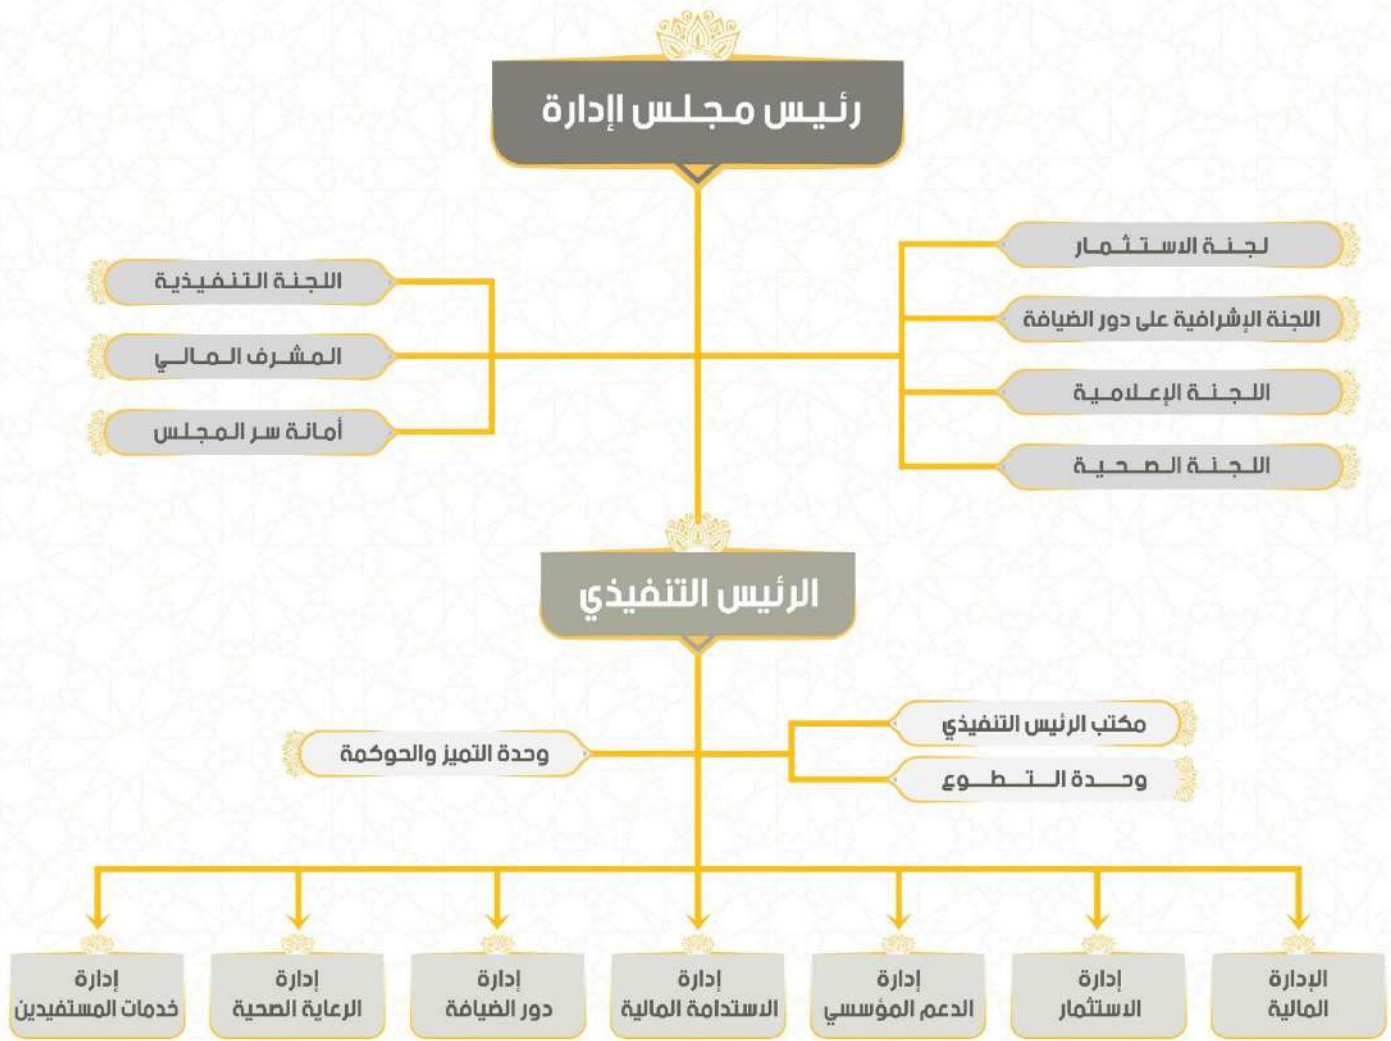 رئيس مجلس اإدارة
لجنة الاستثمار
اللجنة الإشرافية على دور الضيافة
اللجنة الإعلامية
اللجنة الصحية
اللجنة التنفيذية
المشرف المالي
أمانة سر المجلس
الرئيس التنفيذي
مكتب الرئيس التنفيذي
وحدة التطوع
وحدة التميز والحوكمة
الإدارة
المالية
إدارة
الاستثمار
إدارة
الدعم المؤسسي
إدارة
الاستدامة المالية
إدارة
دور الضيافة
إدارة
الرعاية الصحية
إدارة
خدمات المستفيدين